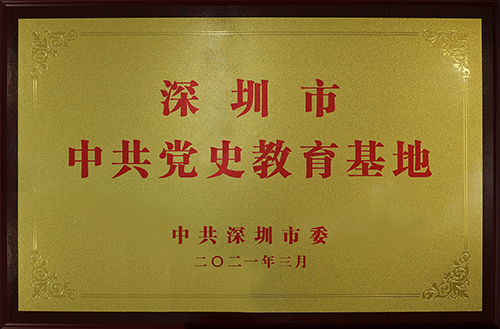 深圳市
中共党史教育基地
中共深圳市委
二〇二一年三月